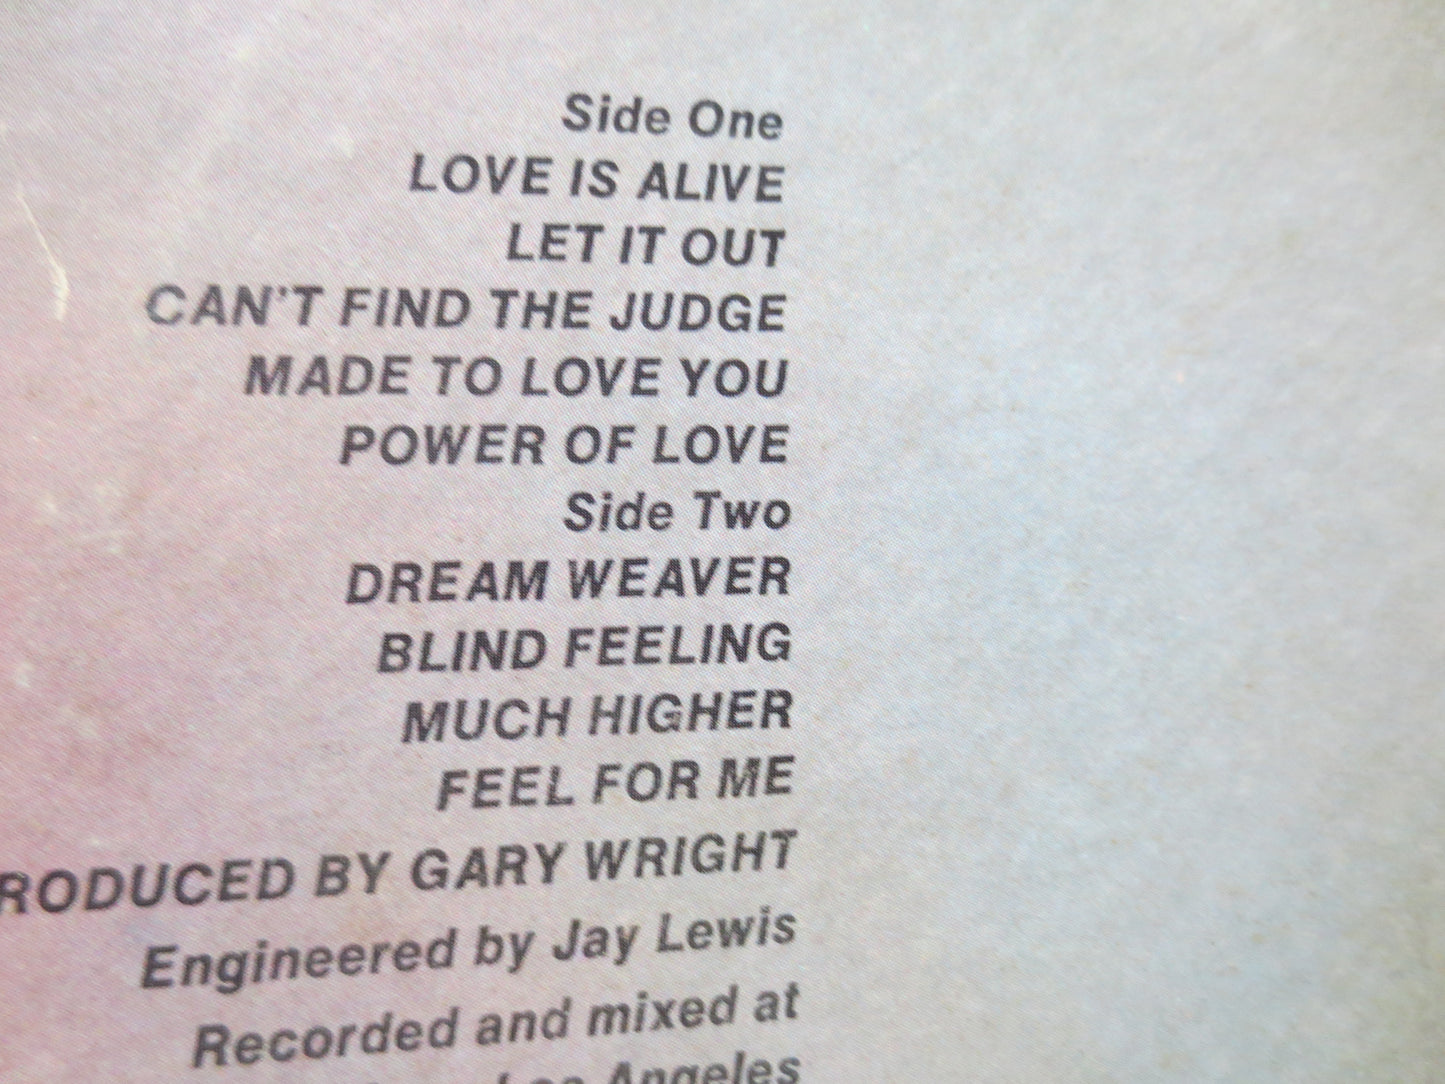 Side One
LOVE IS ALIVE
LET IT OUT
CAN'T FIND THE JUDGE
MADE TO LOVE YOU
POWER OF LOVE
Side Two
DREAM WEAVER
BLIND FEELING
MUCH HIGHER
FEEL FOR ME
RODUCED BY GARY WRIGHT
Engineered by Jay Lewis
Recorded and mixed at
Los Angeles